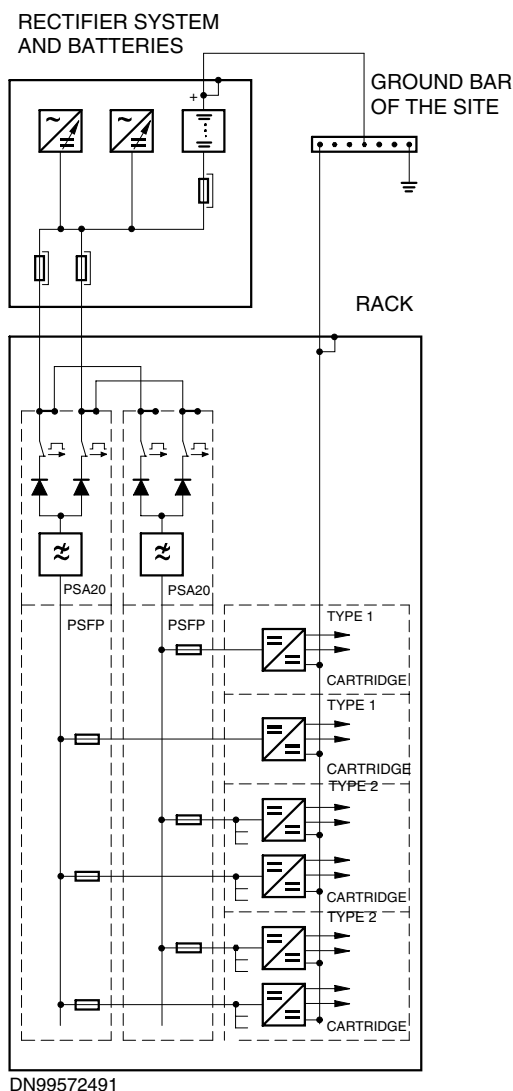 RECTIFIER SYSTEM
AND BATTERIES
GROUND BAR
OF THE SITE
+
RACK
PSA20
PSA20
PSFP
PSFP
TYPE 1
CARTRIDGE
TYPE 1
CARTRIDGE
TYPE 2
CARTRIDGE
TYPE 2
CARTRIDGE
DN99572491